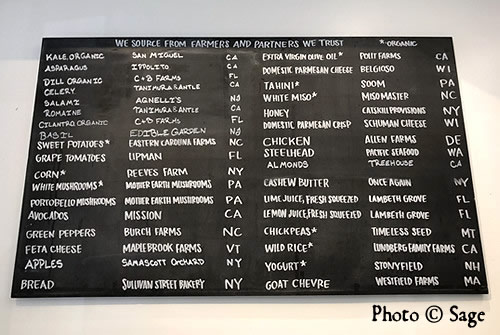 WE SOURCE FROM FARMERS AND PARTNERS WE TRUST *ORGANIC
KALE, ORGANIC SAN MIGUEL CA
ASPARAGUS IPPOLITO CA
DILL ORGANIC C+B FARMS FL
CELERY TANIMURA & ANTLE CA
SALAMI AGNELLI'S NJ
ROMAINE TANIMURA & ANTLE CA
CILANTRO ORGANIC C+B FARMS FL
BASIL EDIBLE GARDEN NJ
SWEET POTATOES* EASTERN CAROLINA FARMS NC
GRAPE TOMATOES LIPMAN FL
CORN* REEVES FARM NY
WHITE MUSHROOMS* MOTHER EARTH MUSHROOMS PA
PORTOBELLO MUSHROOMS MOTHER EARTH MUSHROOMS PA
AVOCADOS MISSION CA
GREEN PEPPERS BURCH FARMS NC
FETA CHEESE MAPLEBROOK FARMS VT
APPLES SAMASCOTT ORCHARD NY
BREAD SULLIVAN STREET BAKERY NY
EXTRA VIRGIN OLIVE OIL* POLIT FARMS CA
DOMESTIC PARMESAN CHEESE BELGIOSO WI
TAHINI* SOOM PA
WHITE MISO* MISO MASTER NC
HONEY CATSKILL PROVISIONS NY
DOMESTIC PARMESAN CRISP SCHUMAN CHEESE WI
CHICKEN ALLEN FARMS DE
STEELHEAD PACIFIC SEAFOOD WA
ALMONDS TREEHOUSE CA
CASHEW BUTTER ONCE AGAIN NY
LIME JUICE, FRESH SQUEEZED LAMBETH GROVE FL
LEMON JUICE, FRESH SQUEEZED LAMBETH GROVE FL
CHICKPEAS* TIMELESS SEED MT
WILD RICE* LUNDBERG FAMILY FARMS CA
YOGURT* STONYFIELD NH
GOAT CHEVRE WESTFIELD FARMS MA
Photo © Sage